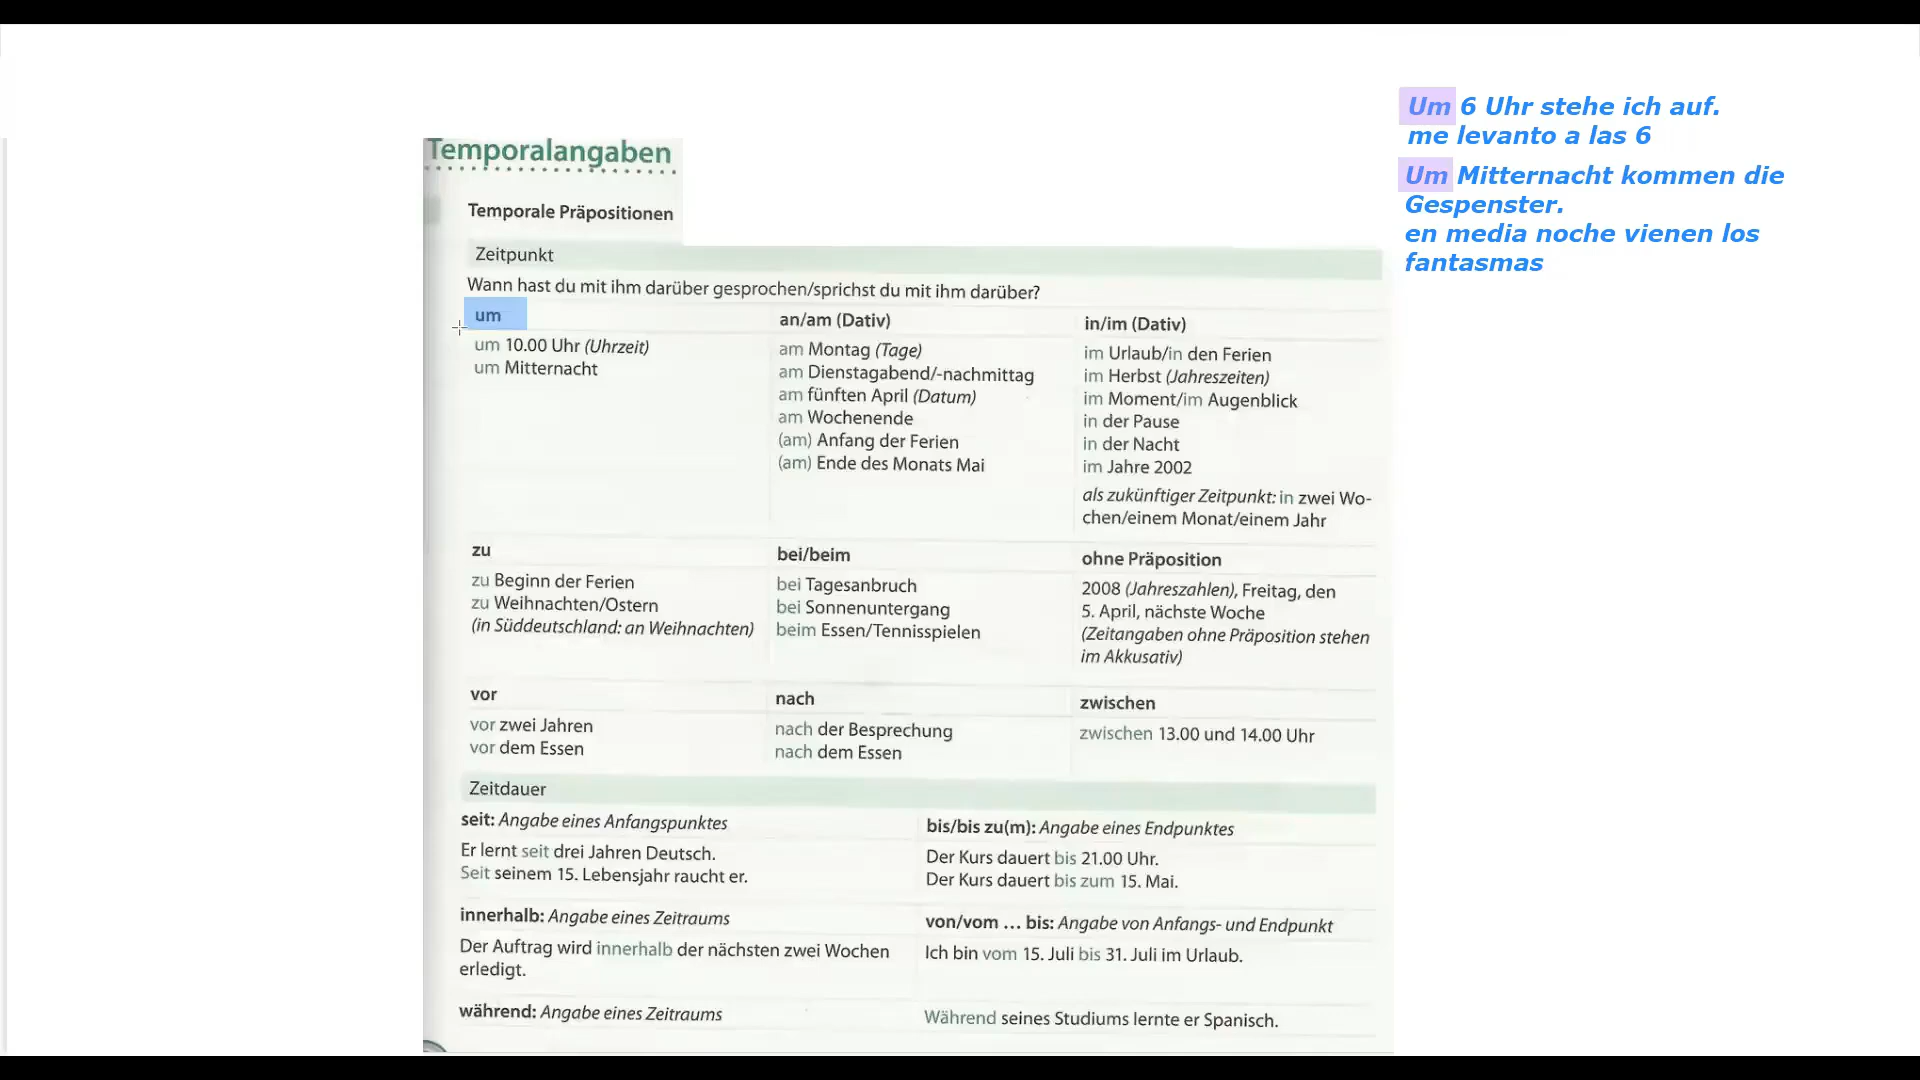 Um 6 Uhr stehe ich auf.
me levanto a las 6
Um Mitternacht kommen die
Gespenster.
en media noche vienen los
fantasmas
Temporalangaben
Temporale Präpositionen
Zeitpunkt
Wann hast du mit ihm darüber gesprochen/sprichst du mit ihm darüber?
um
um 10.00 Uhr (Uhrzeit)
um Mitternacht
an/am (Dativ)
am Montag (Tage)
am Dienstagabend/-nachmittag
am fünften April (Datum)
am Wochenende
(am) Anfang der Ferien
(am) Ende des Monats Mai
in/im (Dativ)
im Urlaub/in den Ferien
im Herbst (Jahreszeiten)
im Moment/im Augenblick
in der Pause
in der Nacht
im Jahre 2002
als zukünftiger Zeitpunkt: in zwei Wo-
chen/einem Monat/einem Jahr
zu
zu Beginn der Ferien
zu Weihnachten/Ostern
(in Süddeutschland: an Weihnachten)
bei/beim
bei Tagesanbruch
bei Sonnenuntergang
beim Essen/Tennisspielen
ohne Präposition
2008 (Jahreszahlen), Freitag, den
5. April, nächste Woche
(Zeitangaben ohne Präposition stehen
im Akkusativ)
vor
vor zwei Jahren
vor dem Essen
nach
nach der Besprechung
nach dem Essen
zwischen
zwischen 13.00 und 14.00 Uhr
Zeitdauer
seit: Angabe eines Anfangspunktes
Er lernt seit drei Jahren Deutsch.
Seit seinem 15. Lebensjahr raucht er.
bis/bis zu(m): Angabe eines Endpunktes
Der Kurs dauert bis 21.00 Uhr.
Der Kurs dauert bis zum 15. Mai.
innerhalb: Angabe eines Zeitraums
Der Auftrag wird innerhalb der nächsten zwei Wochen
erledigt.
von/vom ... bis: Angabe von Anfangs- und Endpunkt
Ich bin vom 15. Juli bis 31. Juli im Urlaub.
während: Angabe eines Zeitraums
Während seines Studiums lernte er Spanisch.